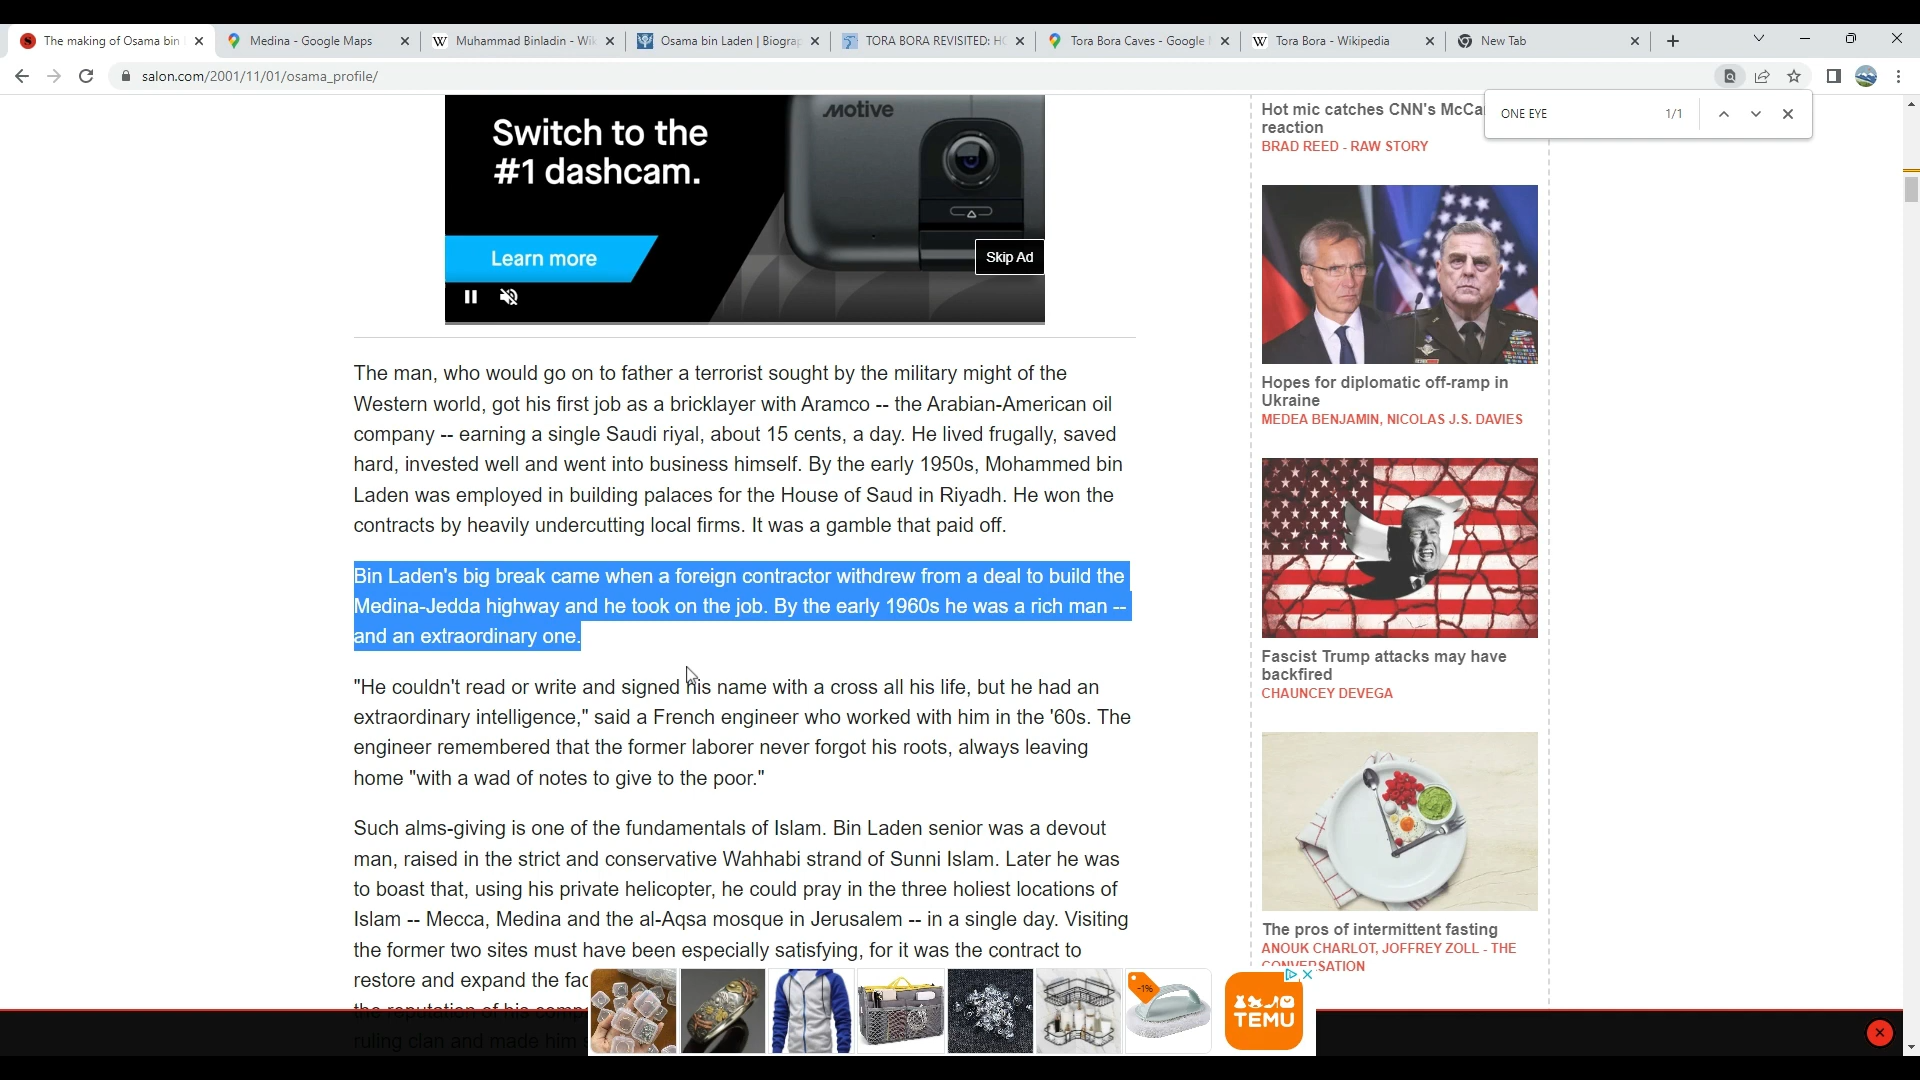 The making of Osama bin
Medina - Google Maps
Muhammad Binladin - Wik
Osama bin Laden | Biograp
TORA BORA REVISITED: HO
Tora Bora Caves - Google
Tora Bora - Wikipedia
New Tab
salon.com/2001/11/01/osama_profile/
ONE EYE
1/1
Motive
Switch to the
#1 dashcam.
Learn more
Skip Ad
The man, who would go on to father a terrorist sought by the military might of the
Western world, got his first job as a bricklayer with Aramco -- the Arabian-American oil
company -- earning a single Saudi riyal, about 15 cents, a day. He lived frugally, saved
hard, invested well and went into business himself. By the early 1950s, Mohammed bin
Laden was employed in building palaces for the House of Saud in Riyadh. He won the
contracts by heavily undercutting local firms. It was a gamble that paid off.
Bin Laden's big break came when a foreign contractor withdrew from a deal to build the
Medina-Jedda highway and he took on the job. By the early 1960s he was a rich man --
and an extraordinary one.
"He couldn't read or write and signed his name with a cross all his life, but he had an
extraordinary intelligence," said a French engineer who worked with him in the '60s. The
engineer remembered that the former laborer never forgot his roots, always leaving
home "with a wad of notes to give to the poor."
Such alms-giving is one of the fundamentals of Islam. Bin Laden senior was a devout
man, raised in the strict and conservative Wahhabi strand of Sunni Islam. Later he was
to boast that, using his private helicopter, he could pray in the three holiest locations of
Islam -- Mecca, Medina and the al-Aqsa mosque in Jerusalem -- in a single day. Visiting
the former two sites must have been especially satisfying, for it was the contract to
restore and expand the fac
the reputation of his comp
ruling clan and made him
Hot mic catches CNN's McCa
reaction
BRAD REED - RAW STORY
Hopes for diplomatic off-ramp in
Ukraine
MEDEA BENJAMIN, NICOLAS J.S. DAVIES
Fascist Trump attacks may have
backfired
CHAUNCEY DEVEGA
The pros of intermittent fasting
ANOUK CHARLOT, JOFFREY ZOLL - THE
CONVERSATION
-1%
TEMU